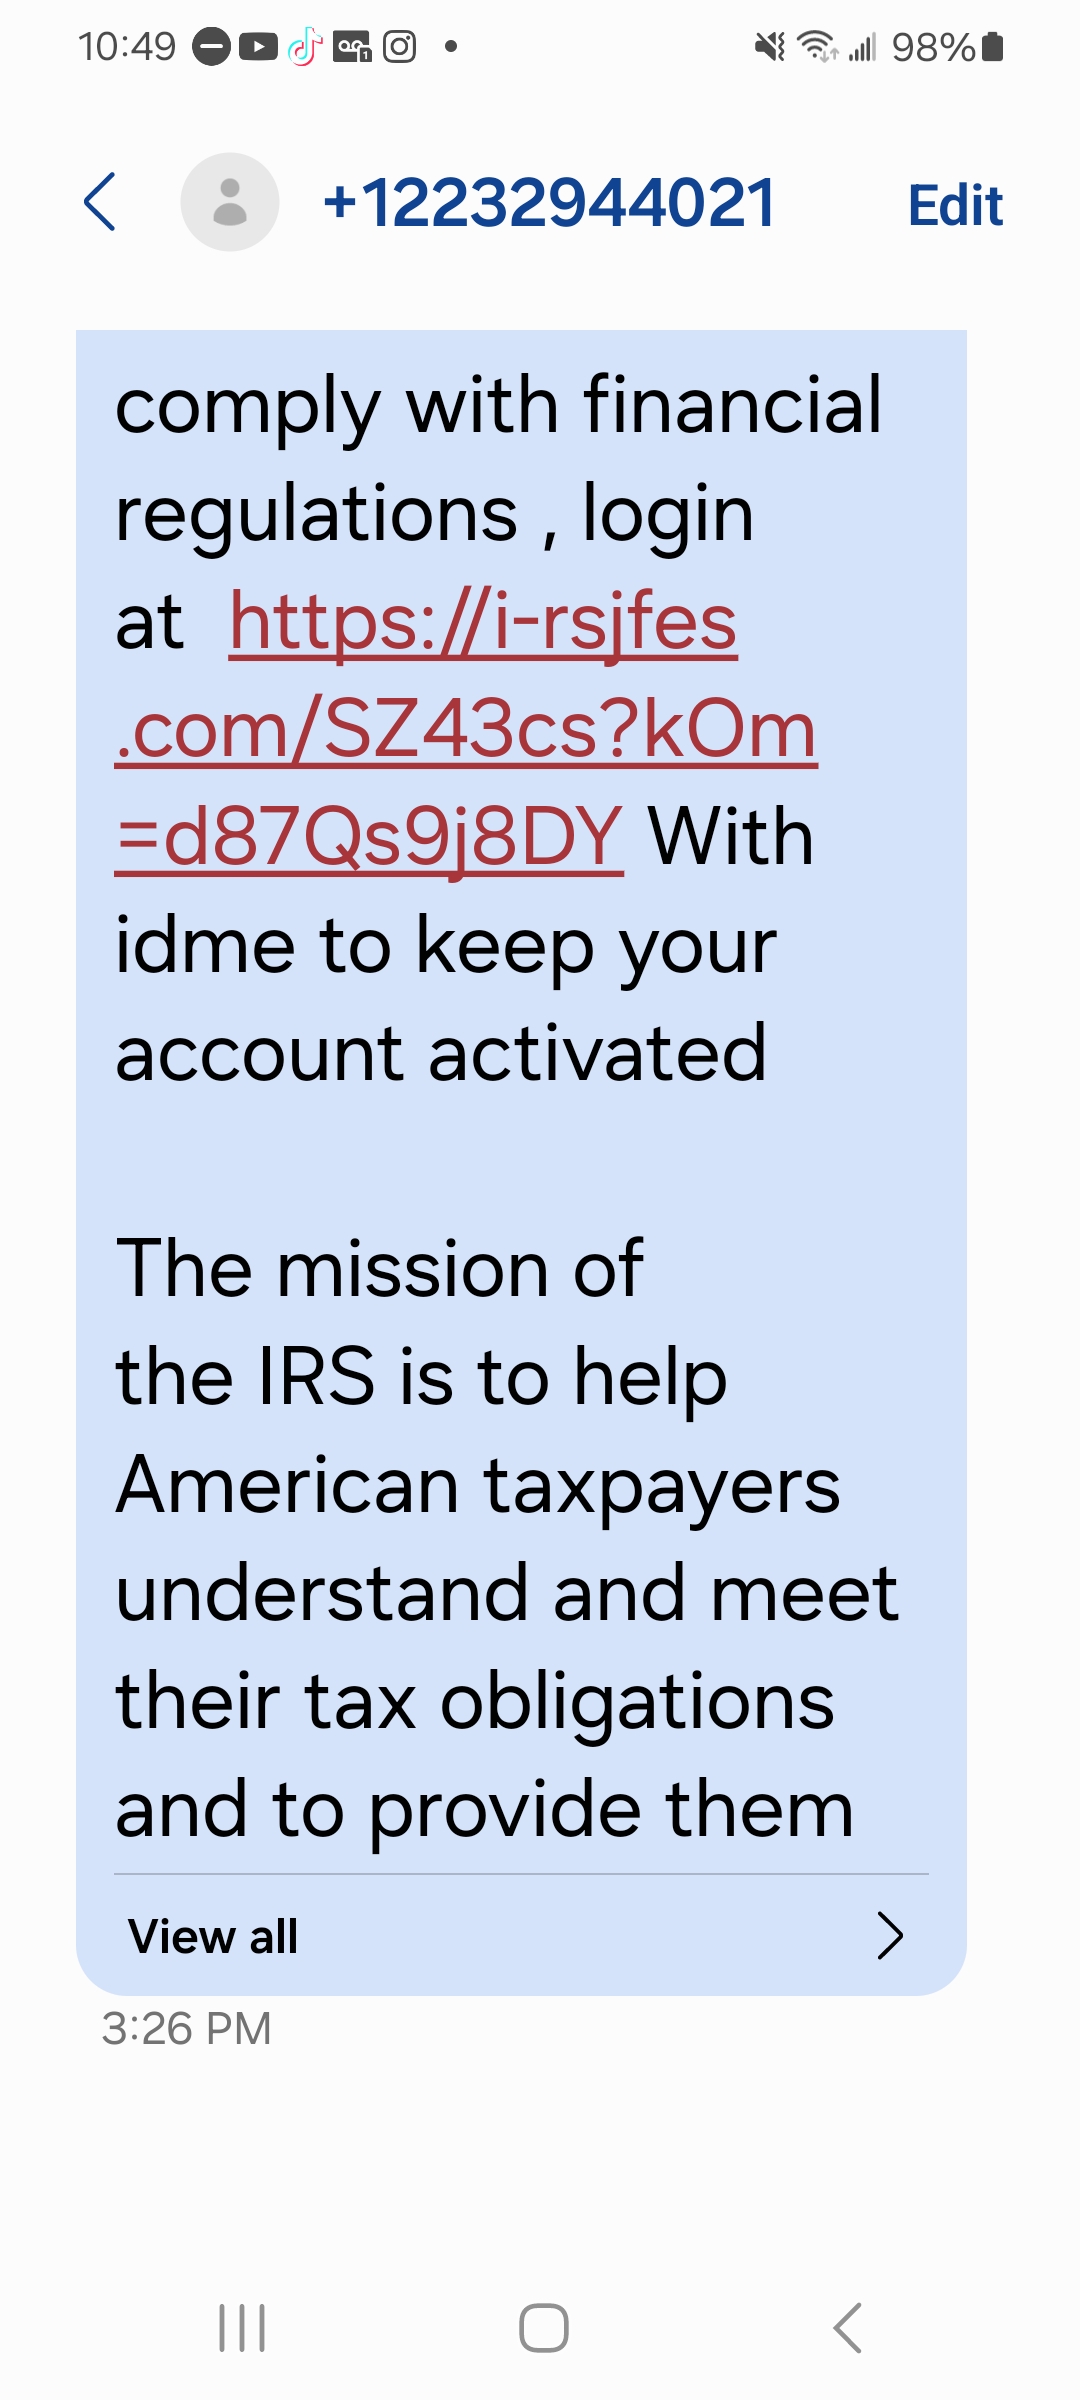 10:49
98%
+12232944021
Edit
comply with financial
regulations , login
at  https://i-rsjfes
.com/SZ43cs?kOm
=d87Qs9j8DY With
idme to keep your
account activated
The mission of
the IRS is to help
American taxpayers
understand and meet
their tax obligations
and to provide them
View all
3:26 PM